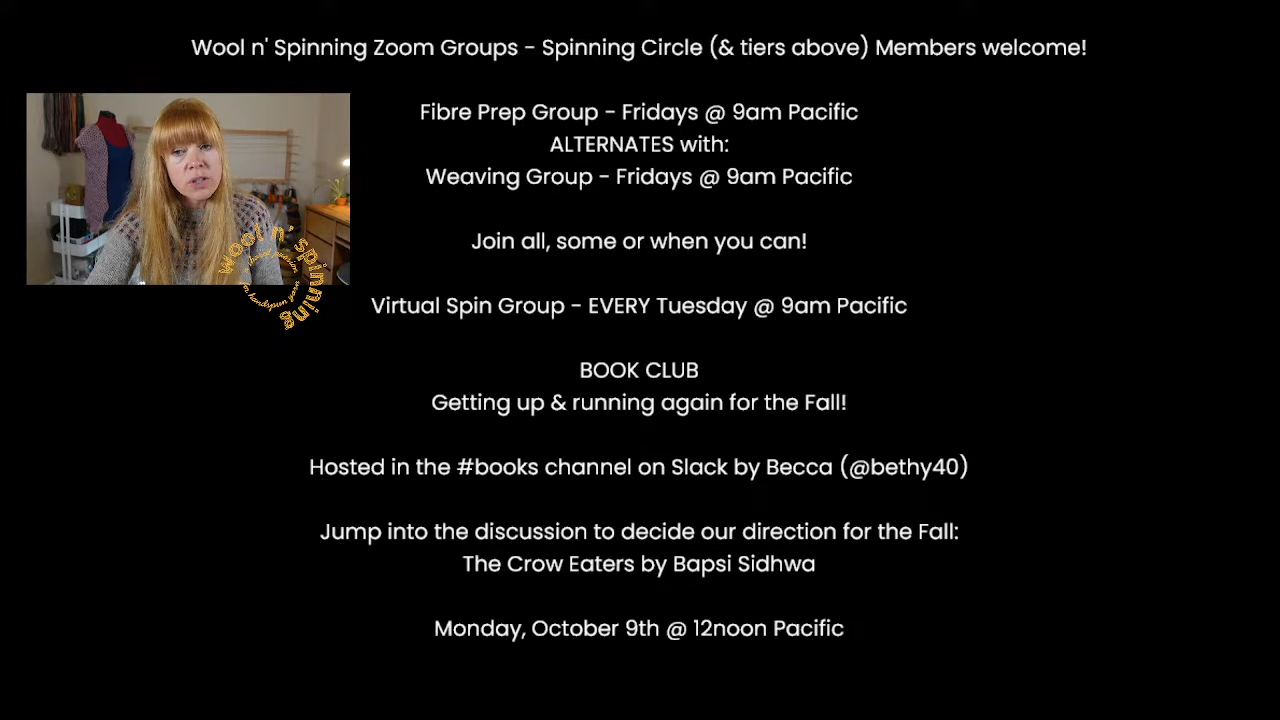 Wool n' Spinning Zoom Groups - Spinning Circle (& tiers above) Members welcome!
Fibre Prep Group - Fridays @ 9am Pacific
ALTERNATES with:
Weaving Group - Fridays @ 9am Pacific
Join all, some or when you can!
wool n' spinning
Virtual Spin Group - EVERY Tuesday @ 9am Pacific
BOOK CLUB
Getting up & running again for the Fall!
Hosted in the #books channel on Slack by Becca (@bethy40)
Jump into the discussion to decide our direction for the Fall:
The Crow Eaters by Bapsi Sidhwa
Monday, October 9th @ 12noon Pacific